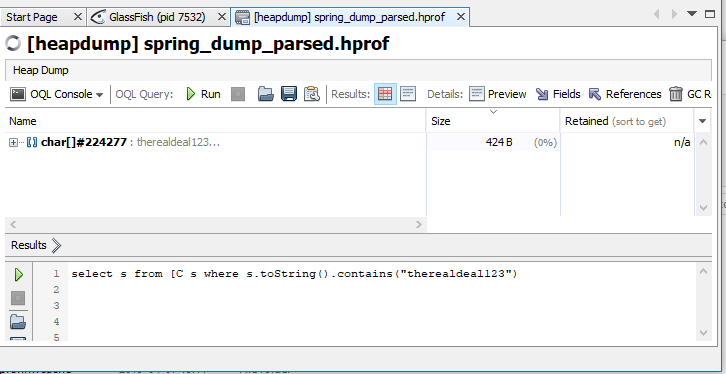 Start Page GlassFish (pid 7532) [heapdump] spring_dump_parsed.hprof
[heapdump] spring_dump_parsed.hprof
Heap Dump
OQL Console OQL Query: Run Results: Details: Preview Fields References GC R
Name Size Retained (sort to get)
char[]#224277 : therealdeal123... 424 B (0%) n/a
Results
1 select s from [C s where s.toString().contains("therealdeal123")
2
3
4
5